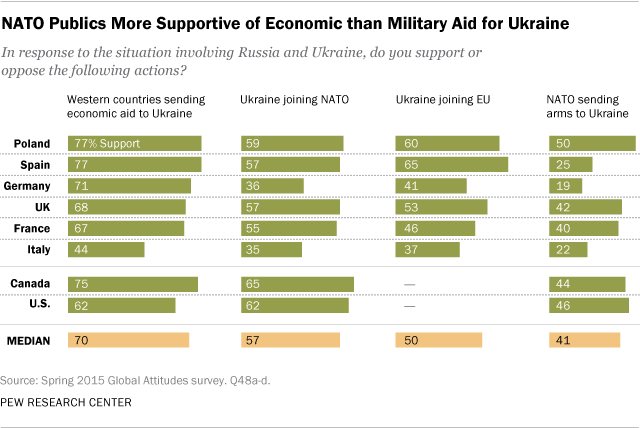 NATO Publics More Supportive of Economic than Military Aid for Ukraine
In response to the situation involving Russia and Ukraine, do you support or
oppose the following actions?
Western countries sending economic aid to Ukraine Ukraine joining NATO Ukraine joining EU NATO sending arms to Ukraine
Poland 77% Support 59 60 50
Spain 77 57 65 25
Germany 71 36 41 19
UK 68 57 53 42
France 67 55 46 40
Italy 44 35 37 22
Canada 75 65 — 44
U.S. 62 62 — 46
MEDIAN 70 57 50 41
Source: Spring 2015 Global Attitudes survey. Q48a-d.
PEW RESEARCH CENTER